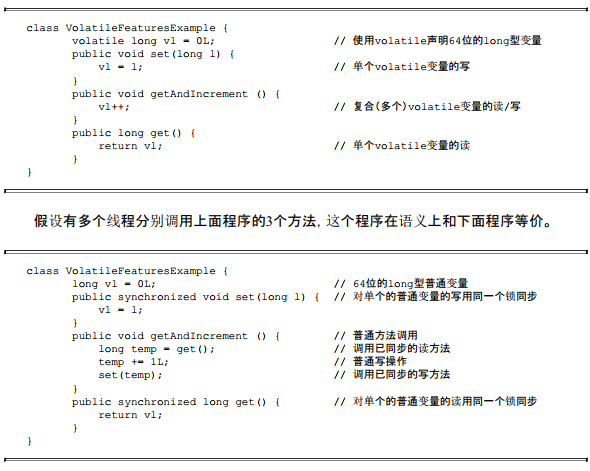 class VolatileFeaturesExample {
volatile long vl = 0L; // 使用volatile声明64位的long型变量
public void set(long l) {
vl = l; // 单个volatile变量的写
}
public void getAndIncrement () {
vl++; // 复合(多个)volatile变量的读/写
}
public long get() {
return vl; // 单个volatile变量的读
}
}
假设有多个线程分别调用上面程序的3个方法，这个程序在语义上和下面程序等价。
class VolatileFeaturesExample {
long vl = 0L; // 64位的long型普通变量
public synchronized void set(long l) { // 对单个的普通变量的写用同一个锁同步
vl = l;
}
public void getAndIncrement () { // 普通方法调用
long temp = get(); // 调用已同步的读方法
temp += 1L; // 普通写操作
set(temp); // 调用已同步的写方法
}
public synchronized long get() { // 对单个的普通变量的读用同一个锁同步
return vl;
}
}